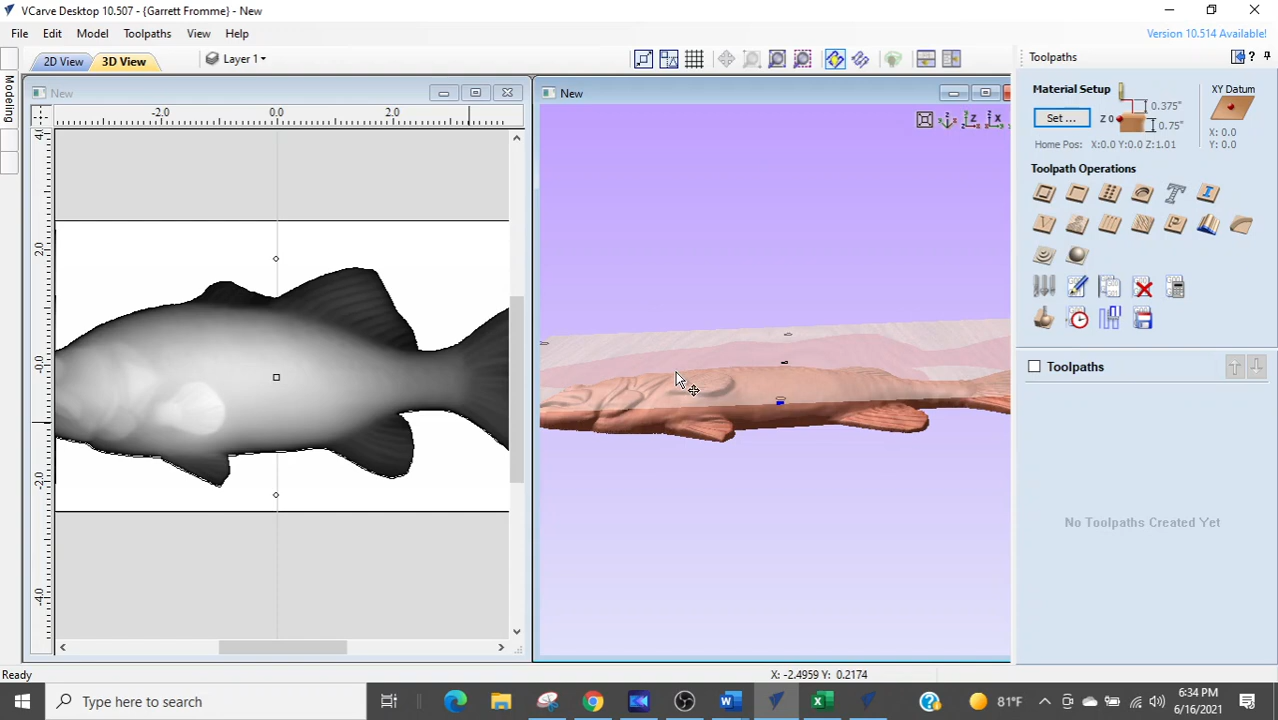 VCarve Desktop 10.507 - {Garrett Fromme} - New
File Edit Model Toolpaths View Help
Version 10.514 Available!
2D View 3D View Layer 1
Toolpaths
Modeling
New
New
-2.0 0.0 2.0
4.0
2.0
-0.0
-2.0
-4.0
Material Setup
Set ...
Z 0
0.375"
0.75"
Home Pos: X:0.0 Y:0.0 Z:1.01
XY Datum
X: 0.0
Y: 0.0
Toolpath Operations
Toolpaths
No Toolpaths Created Yet
Ready
X: -2.4959 Y: 0.2174
Type here to search
81°F
6:34 PM
6/16/2021